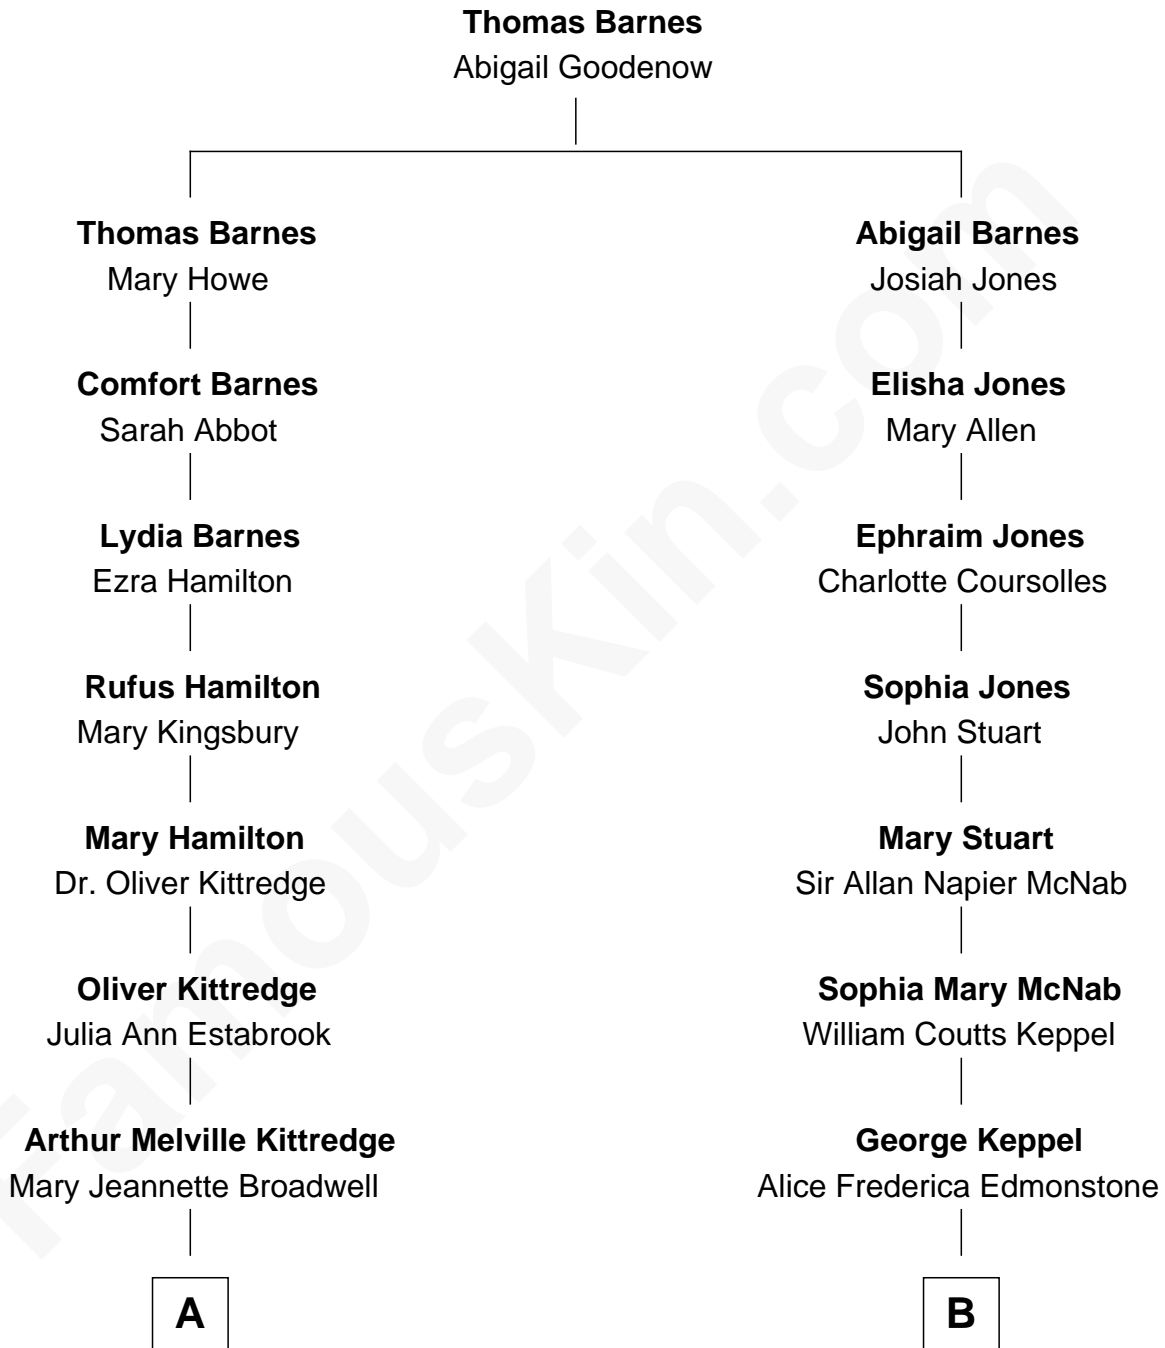 Thomas Barnes
Abigail Goodenow
Thomas Barnes
Mary Howe
Abigail Barnes
Josiah Jones
Comfort Barnes
Sarah Abbot
Elisha Jones
Mary Allen
Lydia Barnes
Ezra Hamilton
Ephraim Jones
Charlotte Coursolles
Rufus Hamilton
Mary Kingsbury
Sophia Jones
John Stuart
Mary Hamilton
Dr. Oliver Kittredge
Mary Stuart
Sir Allan Napier McNab
Oliver Kittredge
Julia Ann Estabrook
Sophia Mary McNab
William Coutts Keppel
Arthur Melville Kittredge
Mary Jeannette Broadwell
George Keppel
Alice Frederica Edmonstone
A
B
FamousKin.com